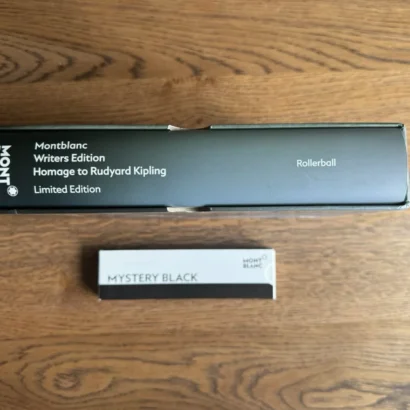 MONT
Montblanc
Writers Edition
Homage to Rudyard Kipling
Limited Edition
Rollerball
MYSTERY BLACK
MONT
BLANC